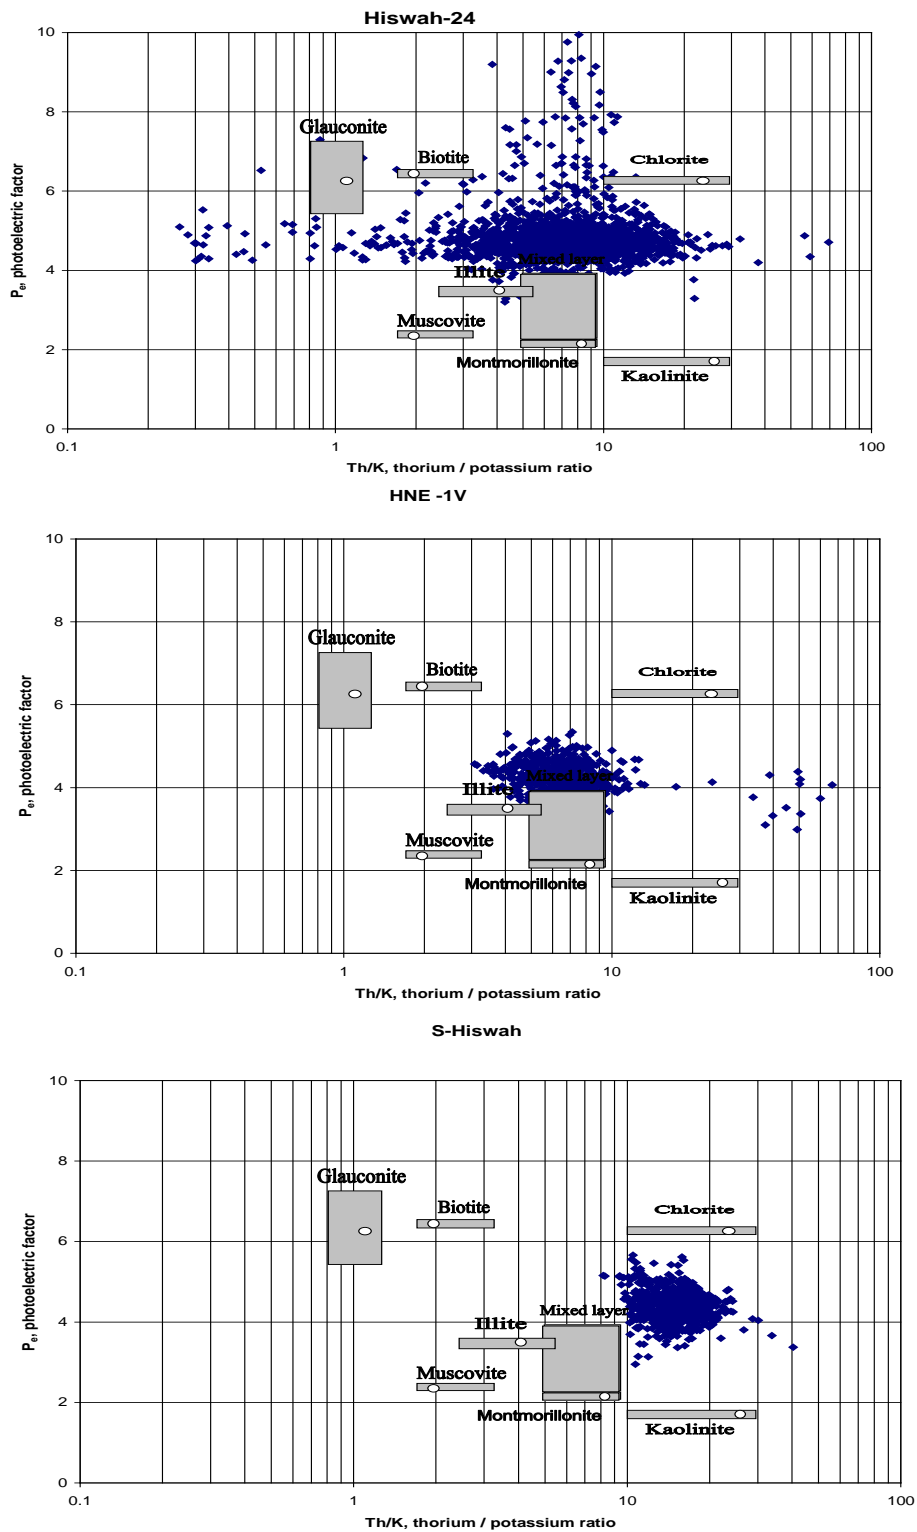 Hiswah-24
10
8
6
4
2
0
Pe, photoelectric factor
Glauconite
Biotite
Chlorite
Mixed layer
Illite
Muscovite
Montmorillonite
Kaolinite
0.1 1 10 100
Th/K, thorium / potassium ratio
HNE -1V
10
8
6
4
2
0
Pe, photoelectric factor
Glauconite
Biotite
Chlorite
Mixed layer
Illite
Muscovite
Montmorillonite
Kaolinite
0.1 1 10 100
Th/K, thorium / potassium ratio
S-Hiswah
10
8
6
4
2
0
Pe, photoelectric factor
Glauconite
Biotite
Chlorite
Mixed layer
Illite
Muscovite
Montmorillonite
Kaolinite
0.1 1 10 100
Th/K, thorium / potassium ratio